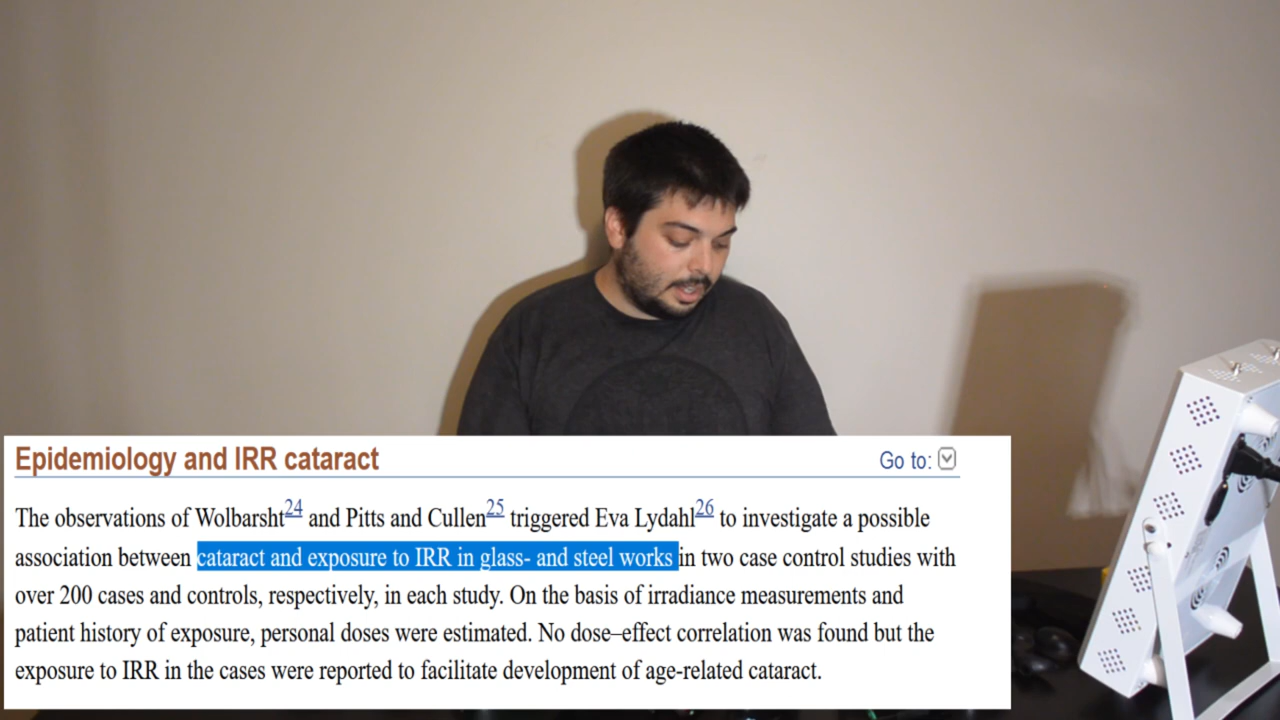 Epidemiology and IRR cataract
Go to:
The observations of Wolbarsht24 and Pitts and Cullen25 triggered Eva Lydahl26 to investigate a possible
association between cataract and exposure to IRR in glass- and steel works in two case control studies with
over 200 cases and controls, respectively, in each study. On the basis of irradiance measurements and
patient history of exposure, personal doses were estimated. No dose–effect correlation was found but the
exposure to IRR in the cases were reported to facilitate development of age-related cataract.